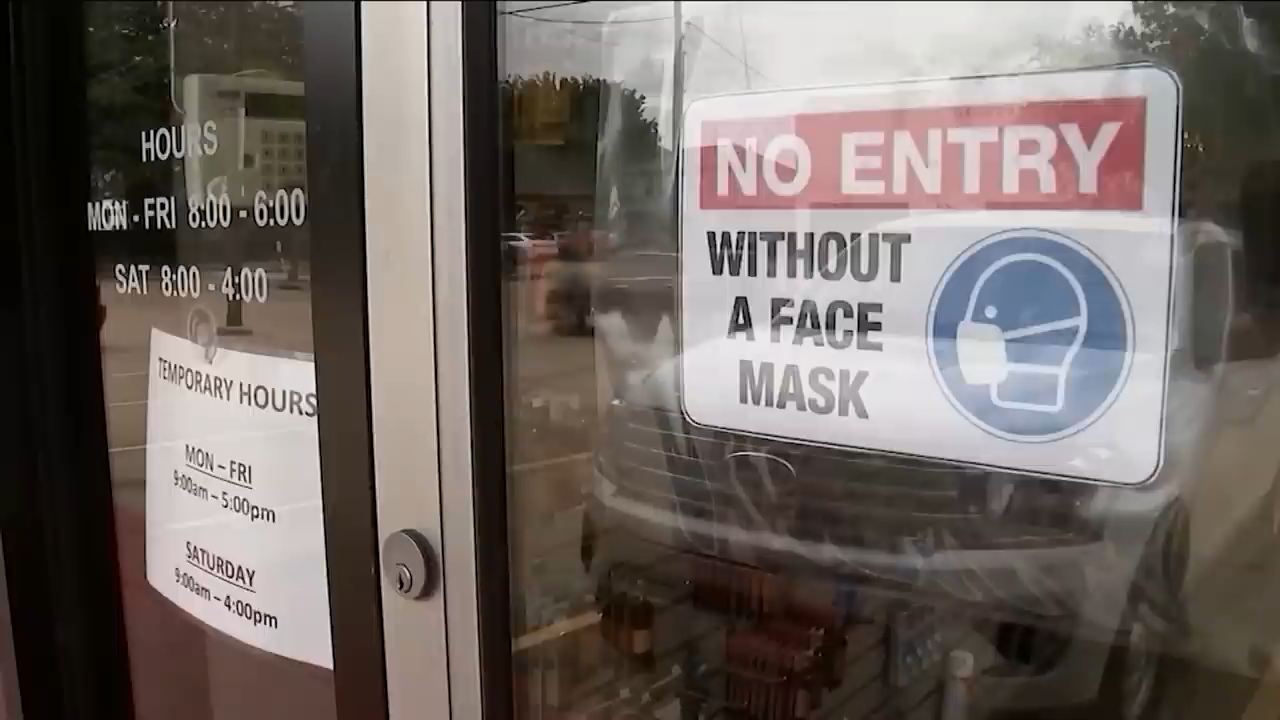 HOURS
MON - FRI 8:00 - 6:00
SAT 8:00 - 4:00
TEMPORARY HOURS
MON – FRI
9:00am – 5:00pm
SATURDAY
9:00am – 4:00pm
NO ENTRY
WITHOUT
A FACE
MASK